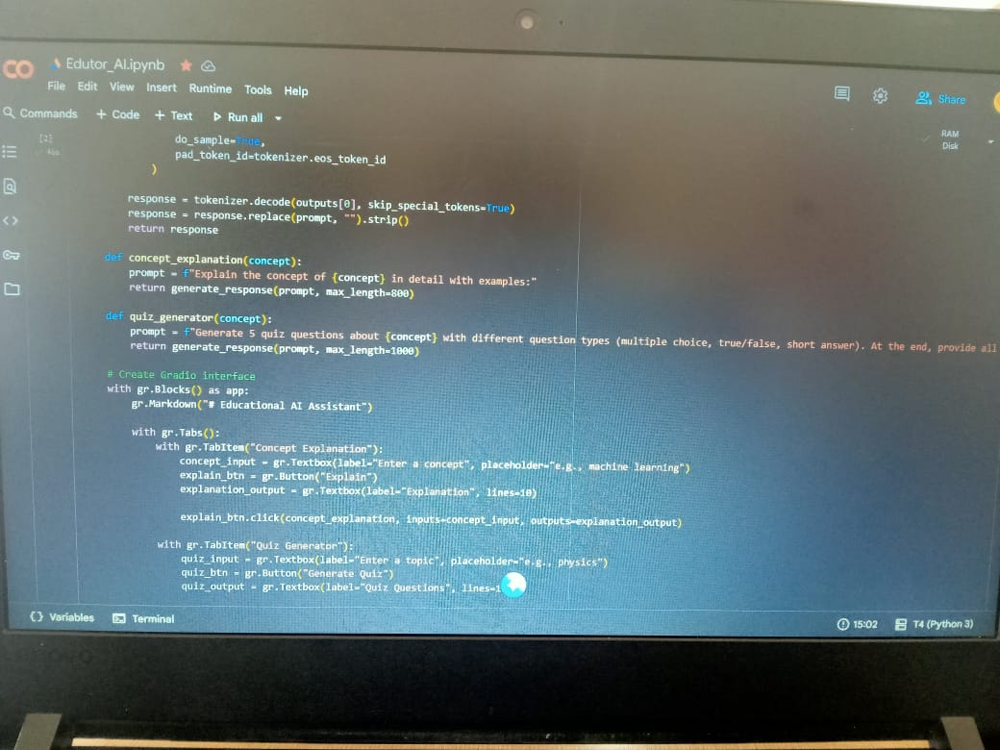 CO
Edutor_AI.ipynb
File Edit View Insert Runtime Tools Help
Share
Commands + Code + Text Run all
RAM
Disk
[2]
do_sample=True,
pad_token_id=tokenizer.eos_token_id
)
response = tokenizer.decode(outputs[0], skip_special_tokens=True)
response = response.replace(prompt, "").strip()
return response
def concept_explanation(concept):
prompt = f"Explain the concept of {concept} in detail with examples:"
return generate_response(prompt, max_length=800)
def quiz_generator(concept):
prompt = f"Generate 5 quiz questions about {concept} with different question types (multiple choice, true/false, short answer). At the end, provide all
return generate_response(prompt, max_length=1000)
# Create Gradio interface
with gr.Blocks() as app:
gr.Markdown("# Educational AI Assistant")
with gr.Tabs():
with gr.TabItem("Concept Explanation"):
concept_input = gr.Textbox(label="Enter a concept", placeholder="e.g., machine learning")
explain_btn = gr.Button("Explain")
explanation_output = gr.Textbox(label="Explanation", lines=10)
explain_btn.click(concept_explanation, inputs=concept_input, outputs=explanation_output)
with gr.TabItem("Quiz Generator"):
quiz_input = gr.Textbox(label="Enter a topic", placeholder="e.g., physics")
quiz_btn = gr.Button("Generate Quiz")
quiz_output = gr.Textbox(label="Quiz Questions", lines=1
Variables Terminal
15:02 T4 (Python 3)